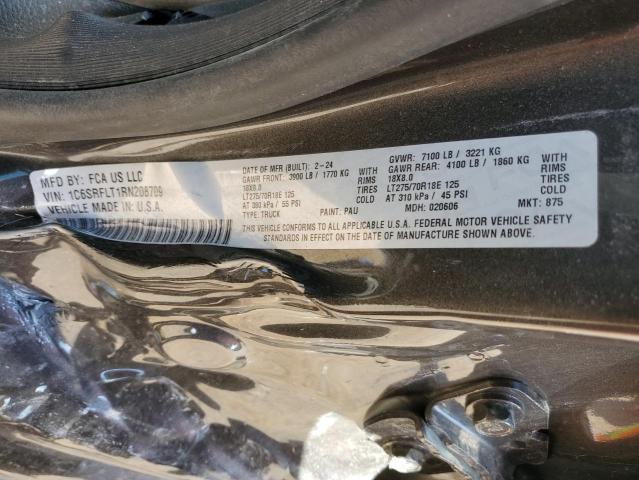 MFD BY: FCA US LLC
VIN: 1C6SRFLT1RN208709
MADE IN U.S.A.
DATE OF MFR (BUILT): 2-24
GAWR FRONT: 3900 LB / 1770 KG
18X8.0
LT275/70R18E 125
AT 380 kPa / 55 PSI
TYPE: TRUCK PAINT: PAU
WITH
RIMS
TIRES
COLD
GVWR: 7100 LB / 3221 KG
GAWR REAR: 4100 LB / 1860 KG
18X8.0
LT275/70R18E 125
AT 310 kPa / 45 PSI
MDH: 020606
WITH
RIMS
TIRES
COLD
MKT: 875
THIS VEHICLE CONFORMS TO ALL APPLICABLE U.S.A. FEDERAL MOTOR VEHICLE SAFETY
STANDARDS IN EFFECT ON THE DATE OF MANUFACTURE SHOWN ABOVE.